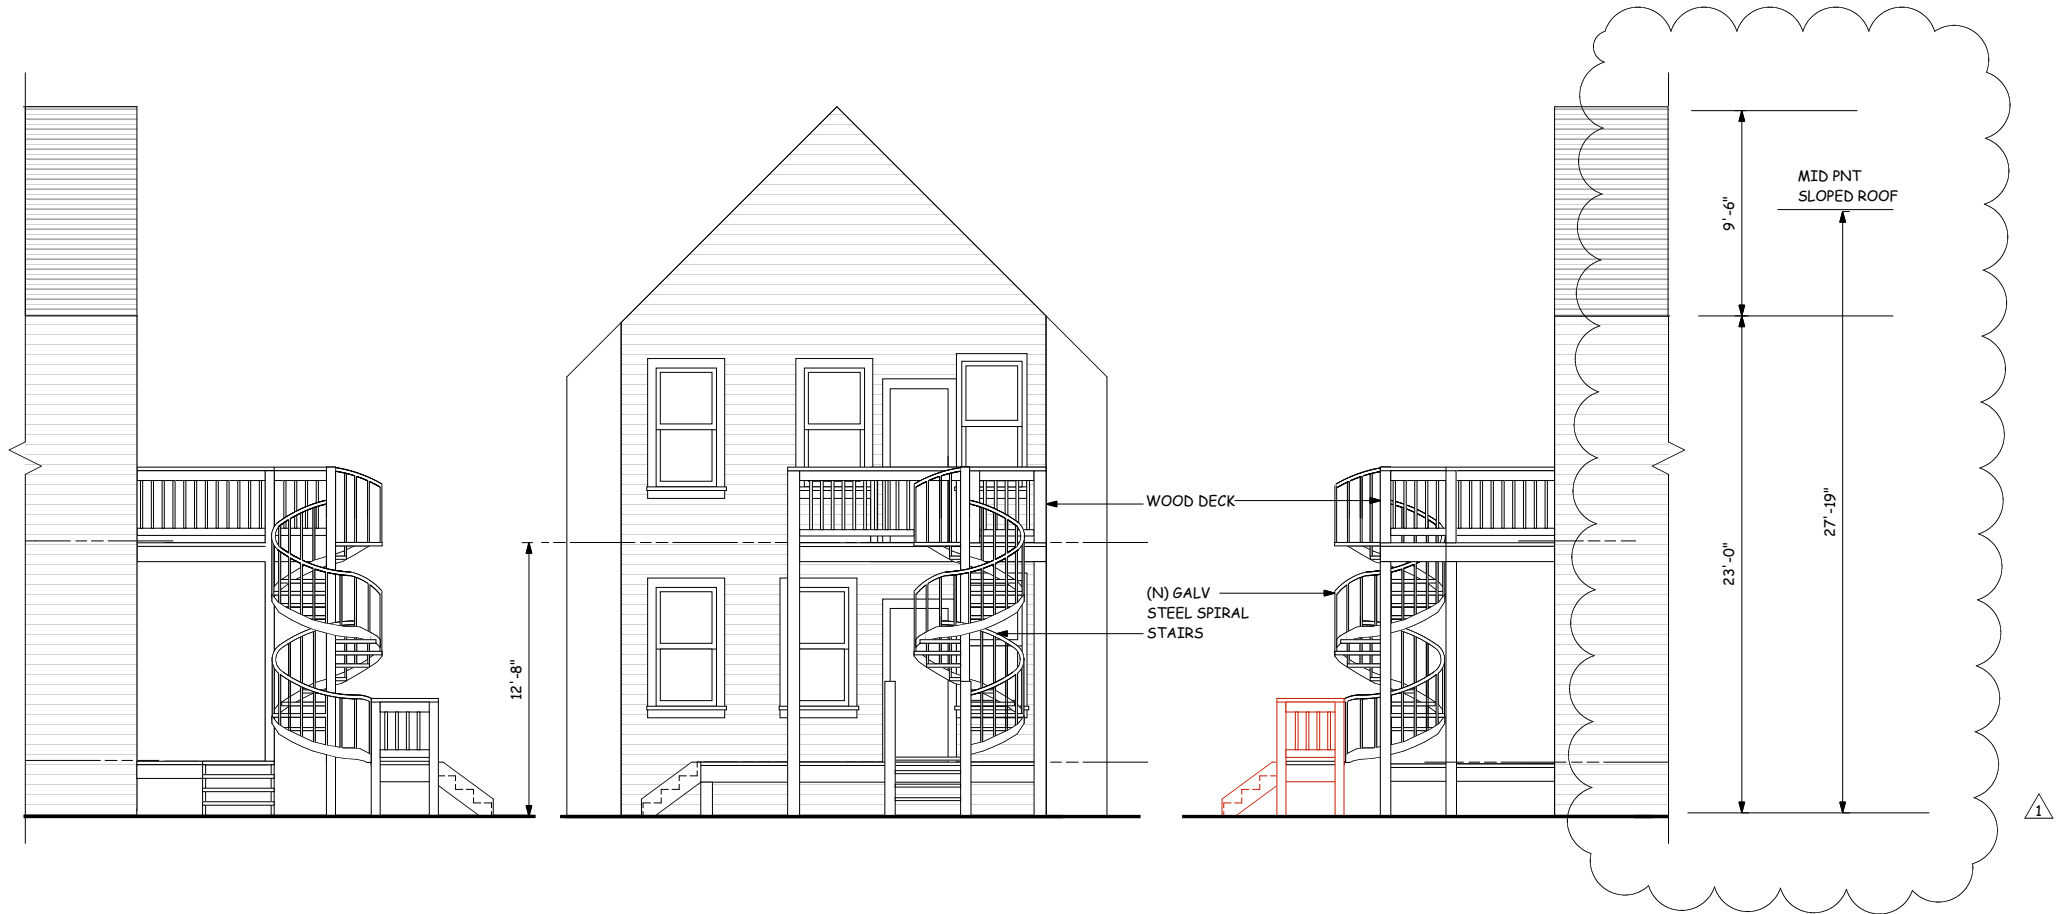 MID PNT
SLOPED ROOF
9'-6"
WOOD DECK
27'-19"
23'-0"
(N) GALV
STEEL SPIRAL
STAIRS
12'-8"
1